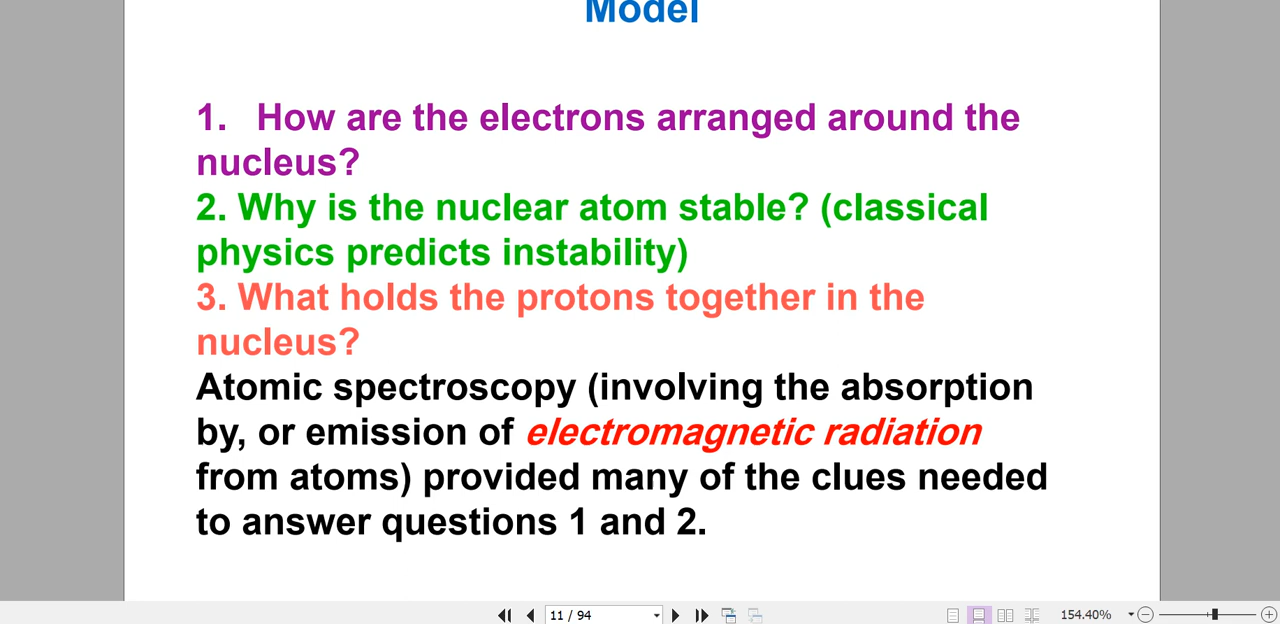 Model
1. How are the electrons arranged around the
nucleus?
2. Why is the nuclear atom stable? (classical
physics predicts instability)
3. What holds the protons together in the
nucleus?
Atomic spectroscopy (involving the absorption
by, or emission of electromagnetic radiation
from atoms) provided many of the clues needed
to answer questions 1 and 2.
11 / 94
154.40%